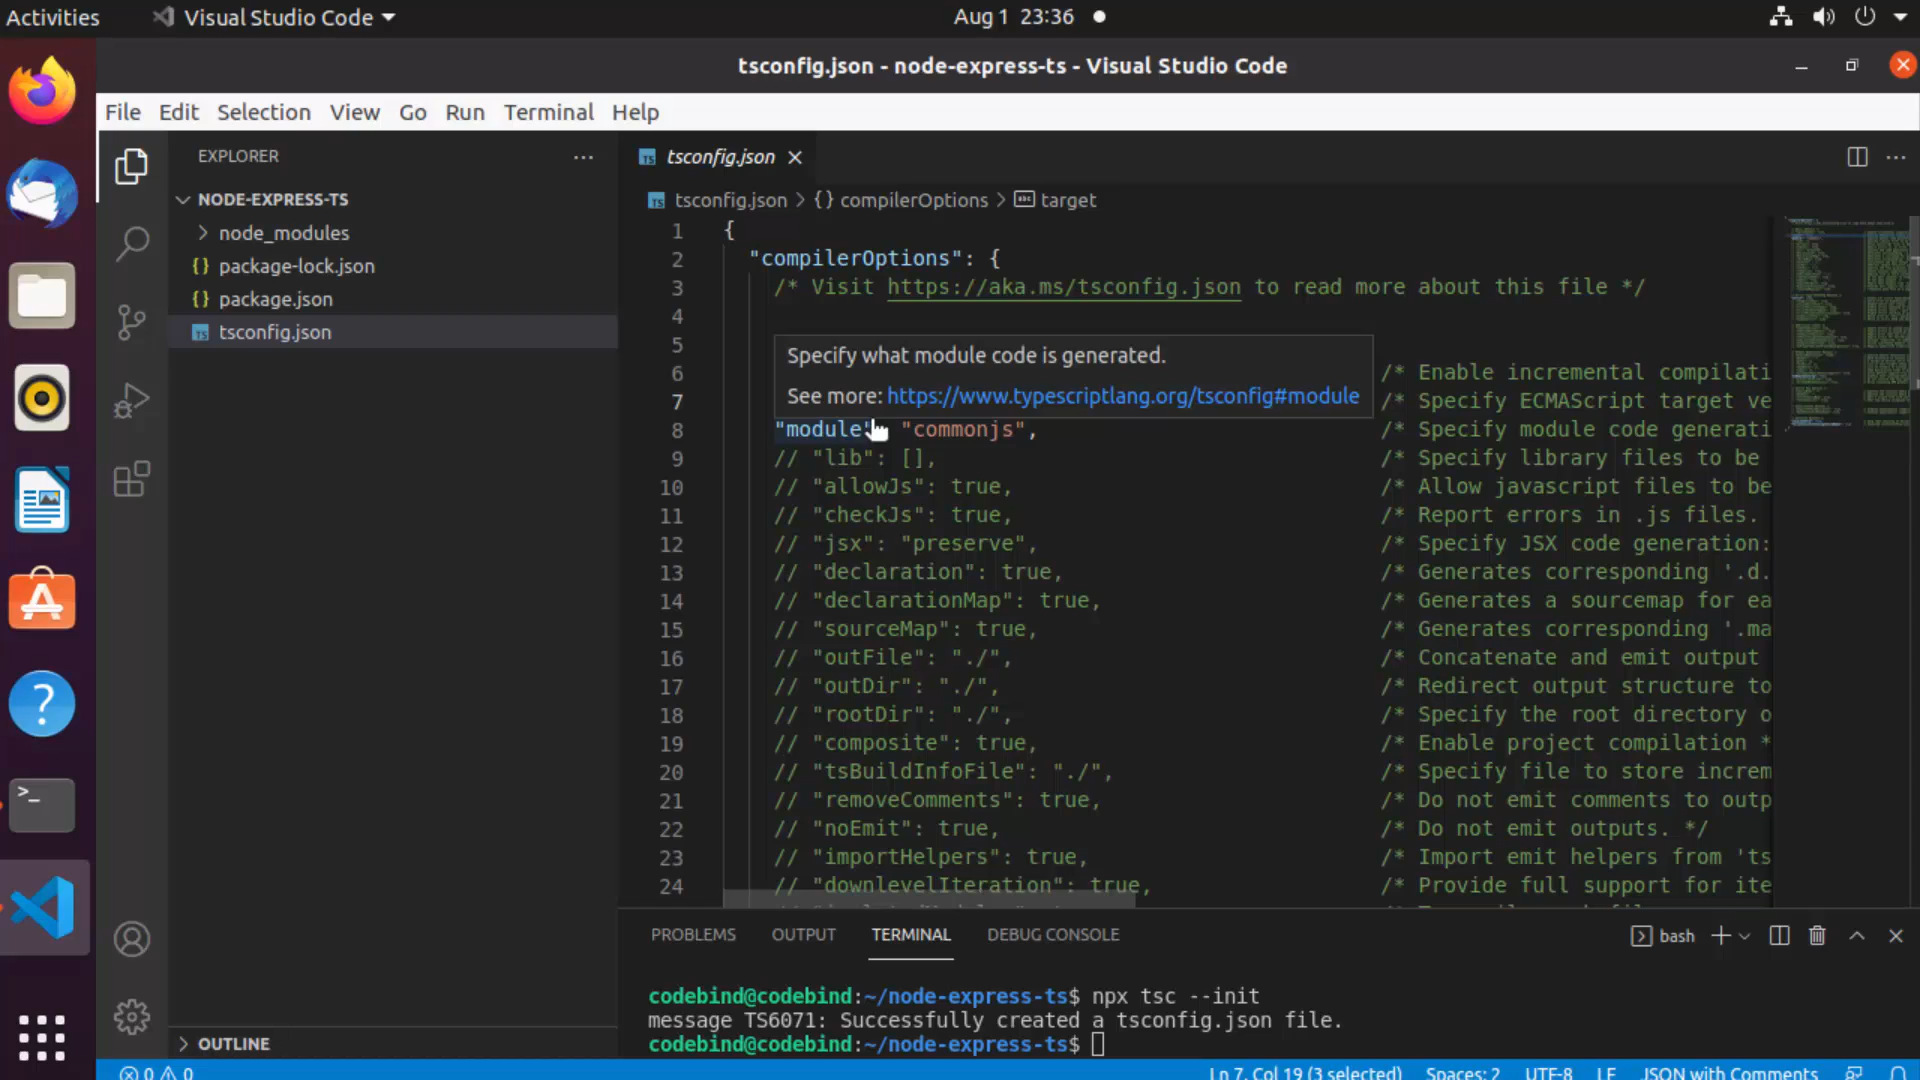 Activities
Visual Studio Code
Aug 1 23:36
tsconfig.json - node-express-ts - Visual Studio Code
File Edit Selection View Go Run Terminal Help
EXPLORER
NODE-EXPRESS-TS
node_modules
{} package-lock.json
{} package.json
TS tsconfig.json
OUTLINE
TS tsconfig.json
TS tsconfig.json > {} compilerOptions > abc target
1 {
2 "compilerOptions": {
3 /* Visit https://aka.ms/tsconfig.json to read more about this file */
4
5
Specify what module code is generated.
See more: https://www.typescriptlang.org/tsconfig#module
6 /* Enable incremental compilati
7 /* Specify ECMAScript target ve
8 "module" "commonjs", /* Specify module code generati
9 // "lib": [], /* Specify library files to be
10 // "allowJs": true, /* Allow javascript files to be
11 // "checkJs": true, /* Report errors in .js files.
12 // "jsx": "preserve", /* Specify JSX code generation:
13 // "declaration": true, /* Generates corresponding '.d.
14 // "declarationMap": true, /* Generates a sourcemap for ea
15 // "sourceMap": true, /* Generates corresponding '.ma
16 // "outFile": "./", /* Concatenate and emit output
17 // "outDir": "./", /* Redirect output structure to
18 // "rootDir": "./", /* Specify the root directory o
19 // "composite": true, /* Enable project compilation *
20 // "tsBuildInfoFile": "./", /* Specify file to store increm
21 // "removeComments": true, /* Do not emit comments to outp
22 // "noEmit": true, /* Do not emit outputs. */
23 // "importHelpers": true, /* Import emit helpers from 'ts
24 // "downlevelIteration": true, /* Provide full support for ite
PROBLEMS OUTPUT TERMINAL DEBUG CONSOLE
bash
codebind@codebind:~/node-express-ts$ npx tsc --init
message TS6071: Successfully created a tsconfig.json file.
codebind@codebind:~/node-express-ts$
0 0
Ln 7, Col 19 (3 selected) Spaces: 2 UTF-8 LF JSON with Comments